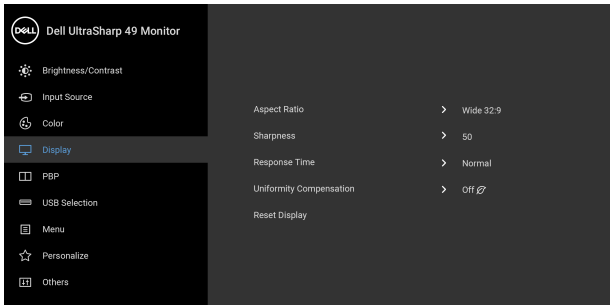 DELL Dell UltraSharp 49 Monitor
Brightness/Contrast
Input Source
Color
Display
PBP
USB Selection
Menu
Personalize
Others
Aspect Ratio Wide 32:9
Sharpness 50
Response Time Normal
Uniformity Compensation Off
Reset Display